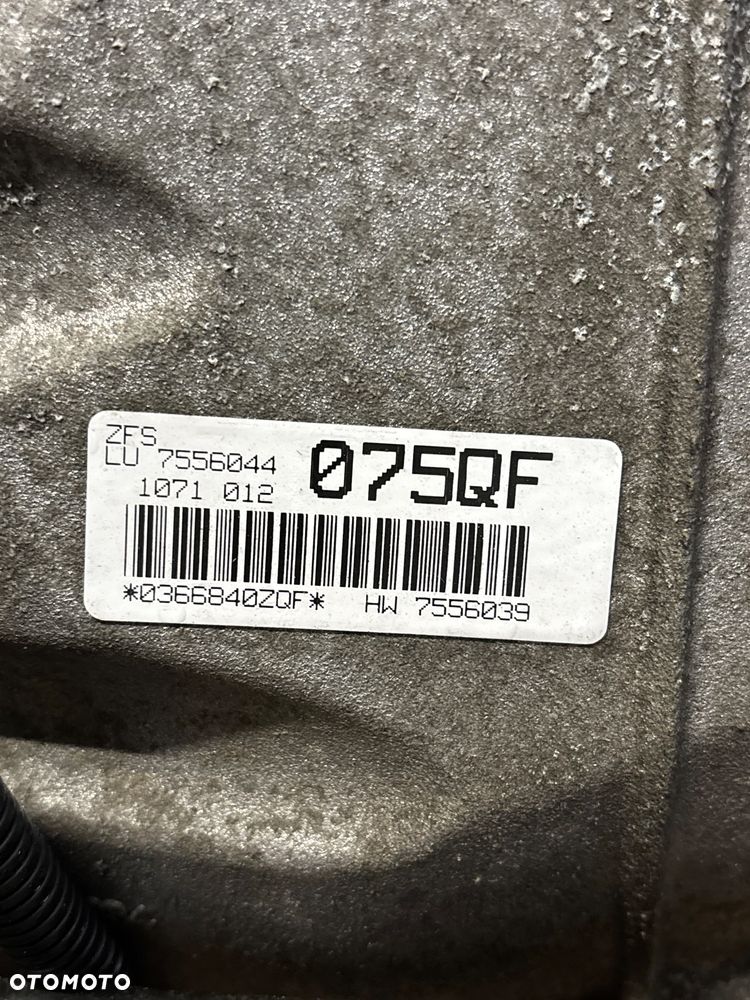 ZFS
LU 7556044 075QF
1071 012
*0366840ZQF* HW 7556039
OTOMOTO